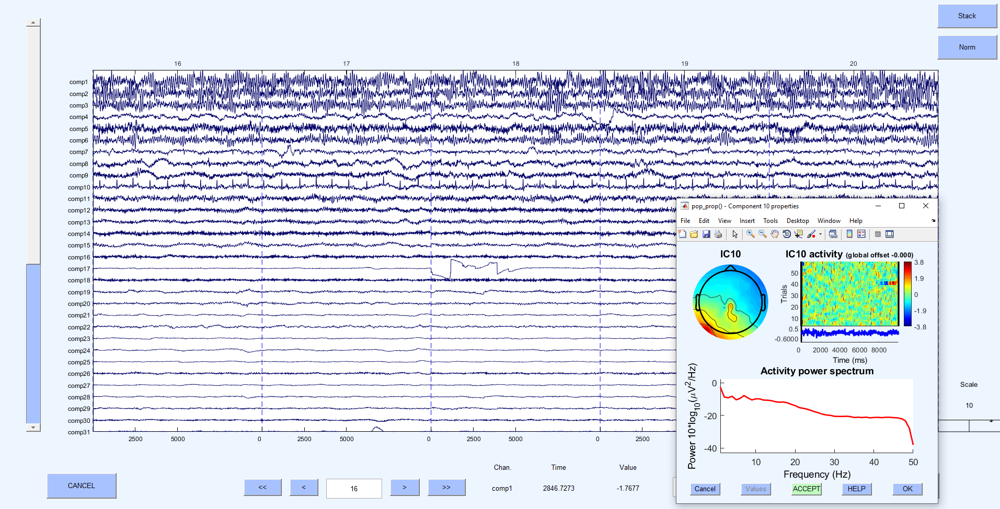 Stack
Norm
16 17 18 19 20
comp1
comp2
comp3
comp4
comp5
comp6
comp7
comp8
comp9
comp10
comp11
comp12
comp13
comp14
comp15
comp16
comp17
comp18
comp19
comp20
comp21
comp22
comp23
comp24
comp25
comp26
comp27
comp28
comp29
comp30
comp31
2500 5000 0 2500 5000 0 2500 5000 0 2500
Scale
10
Chan. Time Value
CANCEL << < 16 > >> comp1 2846.7273 -1.7677
pop_prop() - Component 10 properties
File Edit View Insert Tools Desktop Window Help
IC10
IC10 activity (global offset -0.000)
Trials
50
40
30
20
10
3.8
1.9
0
-1.9
-3.8
0.5
-0.6000
0 2000 4000 6000 8000
Time (ms)
Activity power spectrum
Power 10*log10(μV2/Hz)
0
-20
-40
10 20 30 40 50
Frequency (Hz)
Cancel Values ACCEPT HELP OK